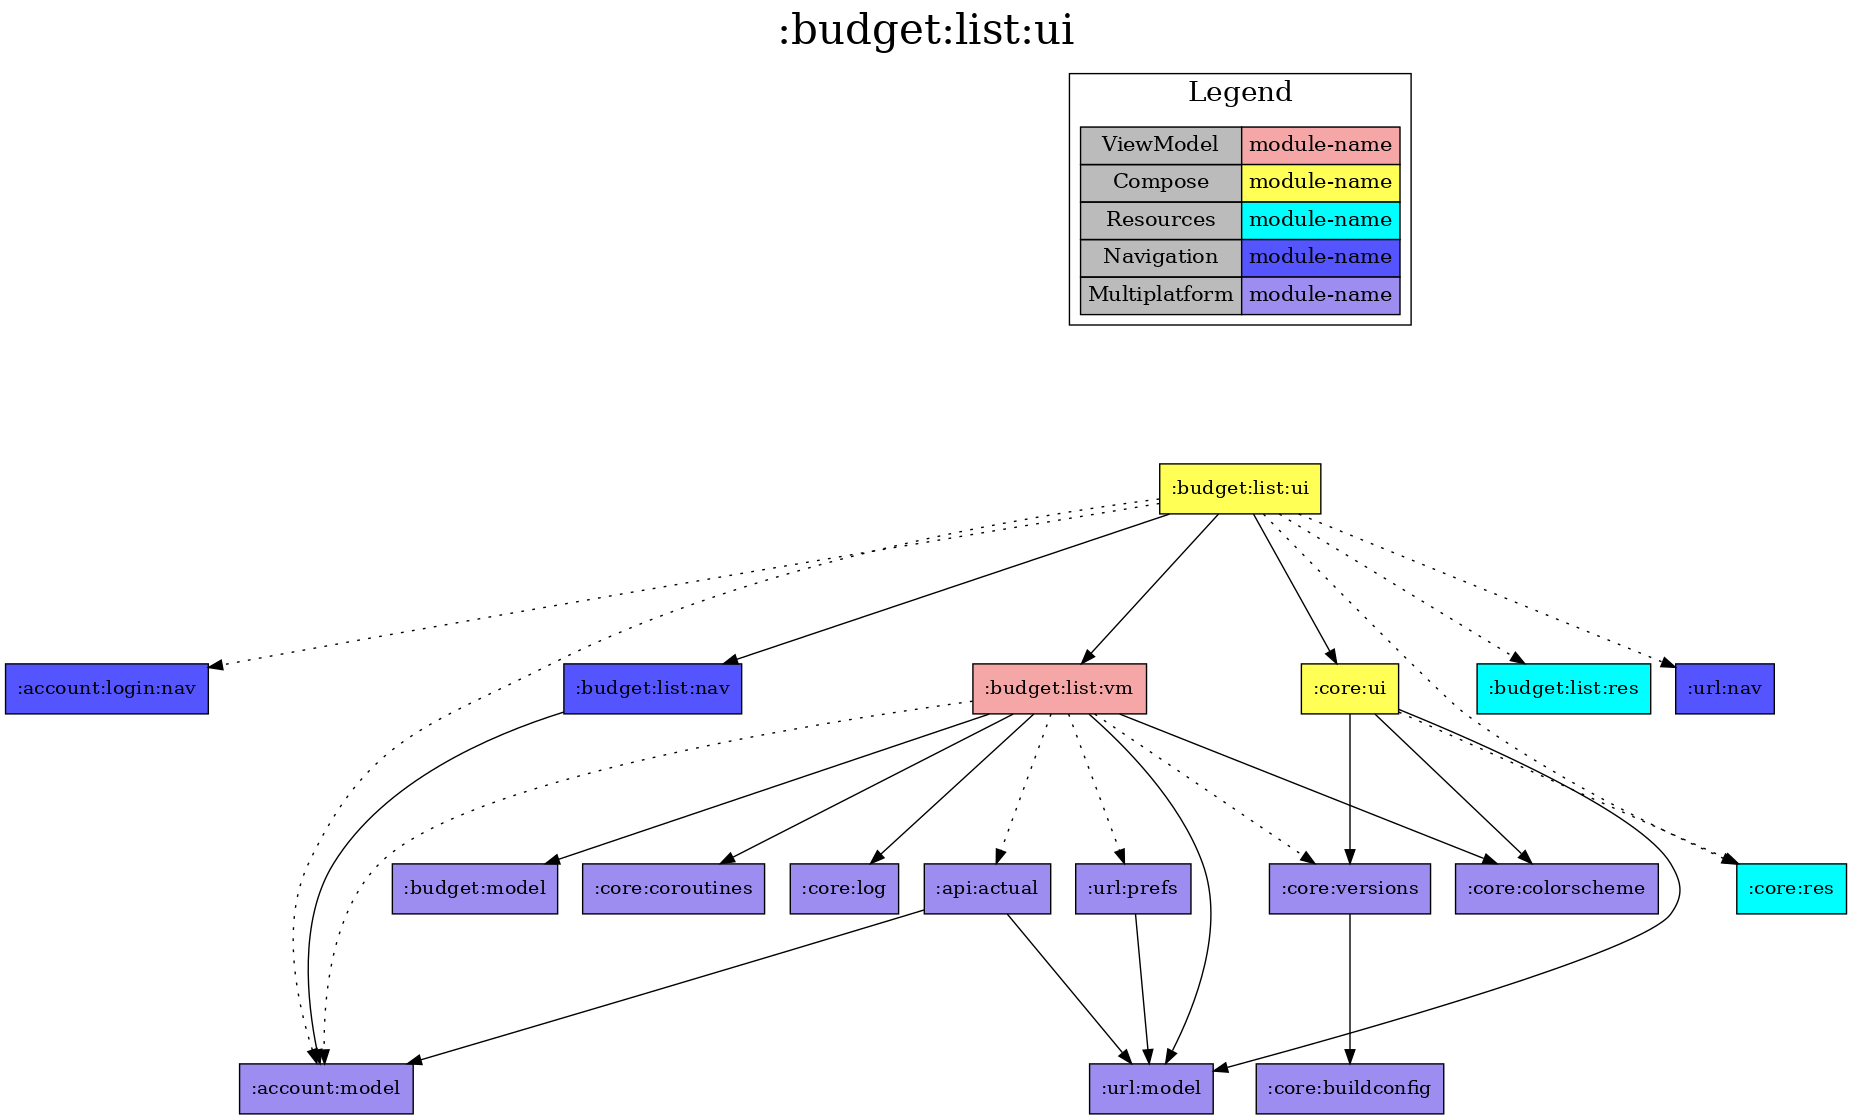 :budget:list:ui
Legend
ViewModel module-name
Compose module-name
Resources module-name
Navigation module-name
Multiplatform module-name
:budget:list:ui
:account:login:nav
:budget:list:nav
:budget:list:vm
:core:ui
:budget:list:res
:url:nav
:budget:model
:core:coroutines
:core:log
:api:actual
:url:prefs
:core:versions
:core:colorscheme
:core:res
:account:model
:url:model
:core:buildconfig